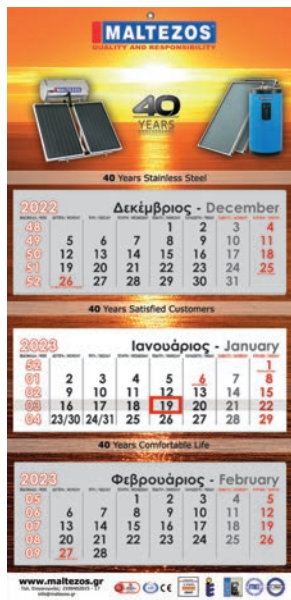 MALTEZOS
QUALITY AND RESPONSIBILITY
MALTEZOS
40
YEARS
40 Years Stainless Steel
2022 Δεκέμβριος - December
48 1 2 3 4
49 5 6 7 8 9 10 11
50 12 13 14 15 16 17 18
51 19 20 21 22 23 24 25
52 26 27 28 29 30 31
40 Years Satisfied Customers
2023 Ιανουάριος - January
52 1
01 2 3 4 5 6 7 8
02 9 10 11 12 13 14 15
03 16 17 18 19 20 21 22
04 23/30 24/31 25 26 27 28 29
40 Years Comfortable Life
2023 Φεβρουάριος - February
05 1 2 3 4 5
06 6 7 8 9 10 11 12
07 13 14 15 16 17 18 19
08 20 21 22 23 24 25 26
09 27 28
www.maltezos.gr
info@maltezos.gr